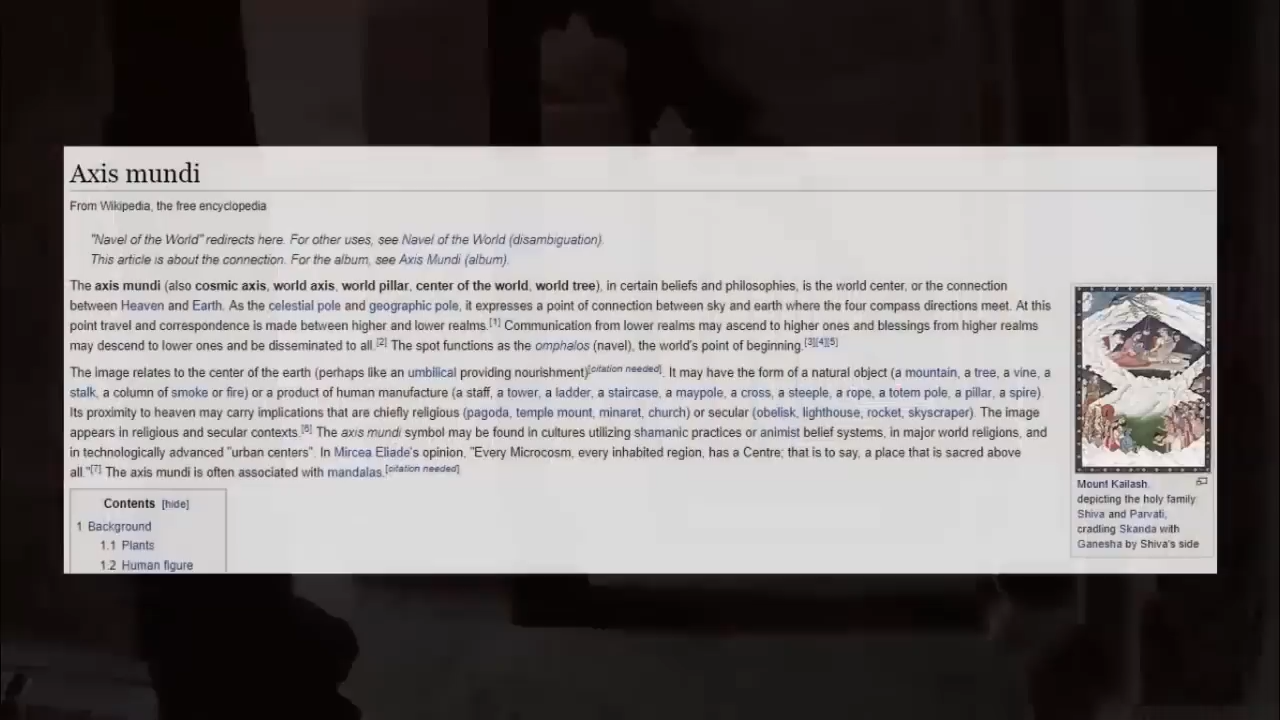 Axis mundi
From Wikipedia, the free encyclopedia
"Navel of the World" redirects here. For other uses, see Navel of the World (disambiguation).
This article is about the connection. For the album, see Axis Mundi (album).
The axis mundi (also cosmic axis, world axis, world pillar, center of the world, world tree), in certain beliefs and philosophies, is the world center, or the connection
between Heaven and Earth. As the celestial pole and geographic pole, it expresses a point of connection between sky and earth where the four compass directions meet. At this
point travel and correspondence is made between higher and lower realms.[1] Communication from lower realms may ascend to higher ones and blessings from higher realms
may descend to lower ones and be disseminated to all.[2] The spot functions as the omphalos (navel), the world's point of beginning.[3][4][5]
The image relates to the center of the earth (perhaps like an umbilical providing nourishment)[citation needed]. It may have the form of a natural object (a mountain, a tree, a vine, a
stalk, a column of smoke or fire) or a product of human manufacture (a staff, a tower, a ladder, a staircase, a maypole, a cross, a steeple, a rope, a totem pole, a pillar, a spire).
Its proximity to heaven may carry implications that are chiefly religious (pagoda, temple mount, minaret, church) or secular (obelisk, lighthouse, rocket, skyscraper). The image
appears in religious and secular contexts.[6] The axis mundi symbol may be found in cultures utilizing shamanic practices or animist belief systems, in major world religions, and
in technologically advanced "urban centers". In Mircea Eliade's opinion, "Every Microcosm, every inhabited region, has a Centre; that is to say, a place that is sacred above
all."[7] The axis mundi is often associated with mandalas.[citation needed]
Mount Kailash,
depicting the holy family:
Shiva and Parvati,
cradling Skanda with
Ganesha by Shiva's side
Contents [hide]
1 Background
1.1 Plants
1.2 Human figure